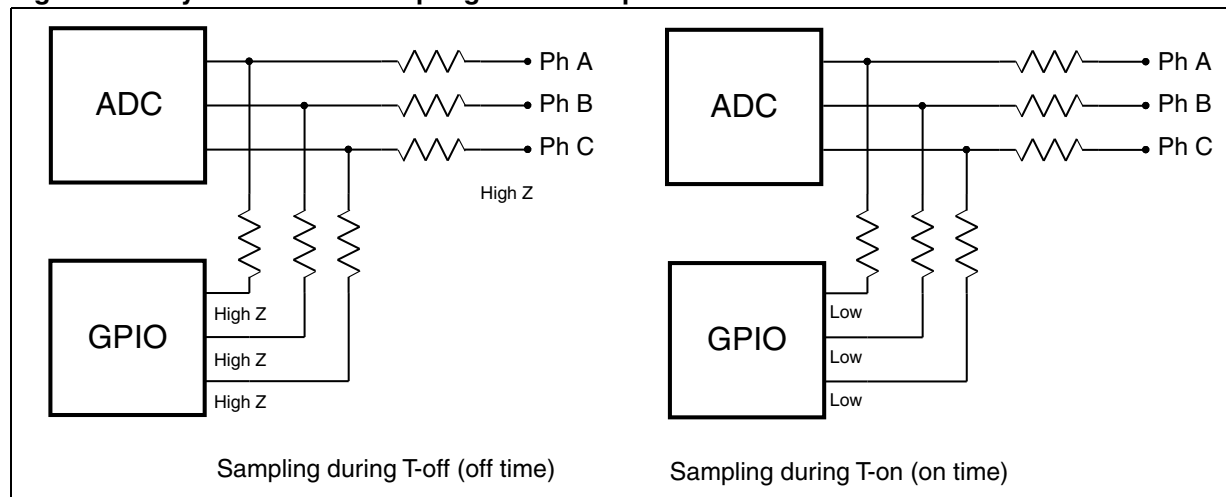 ADC
Ph A
Ph B
Ph C
High Z
GPIO
High Z
High Z
High Z
Sampling during T-off (off time)
ADC
Ph A
Ph B
Ph C
GPIO
Low
Low
Low
Sampling during T-on (on time)